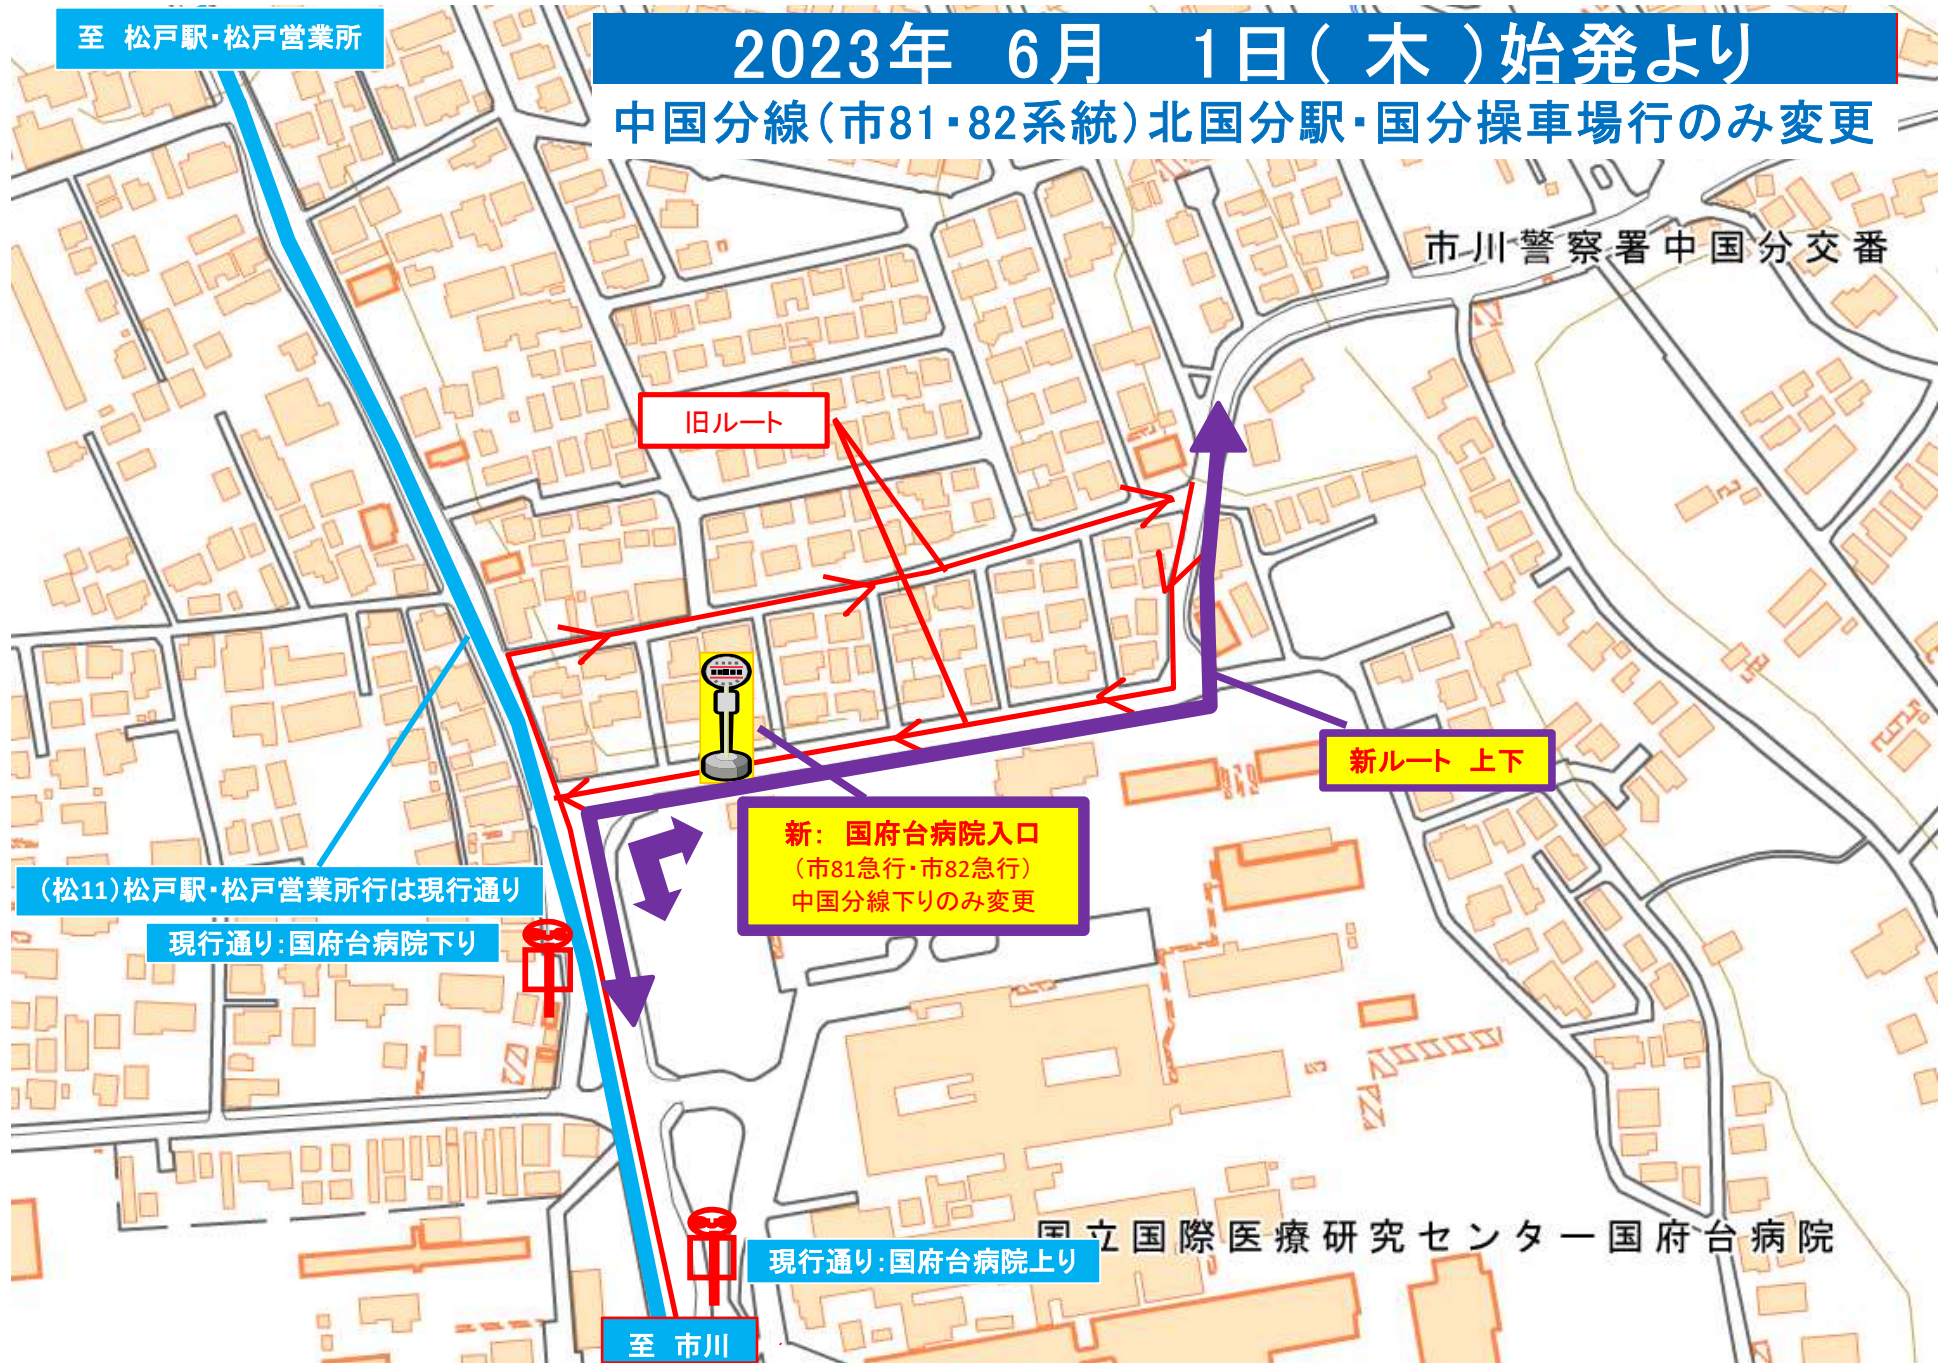 至 松戸駅・松戸営業所
2023年 6月 1日( 木 )始発より
中国分線(市81・82系統)北国分駅・国分操車場行のみ変更
市川警察署中国分交番
旧ルート
新ルート 上下
新: 国府台病院入口
(市81急行・市82急行)
中国分線下りのみ変更
(松11)松戸駅・松戸営業所行は現行通り
現行通り:国府台病院下り
国立国際医療研究センター国府台病院
現行通り:国府台病院上り
至 市川